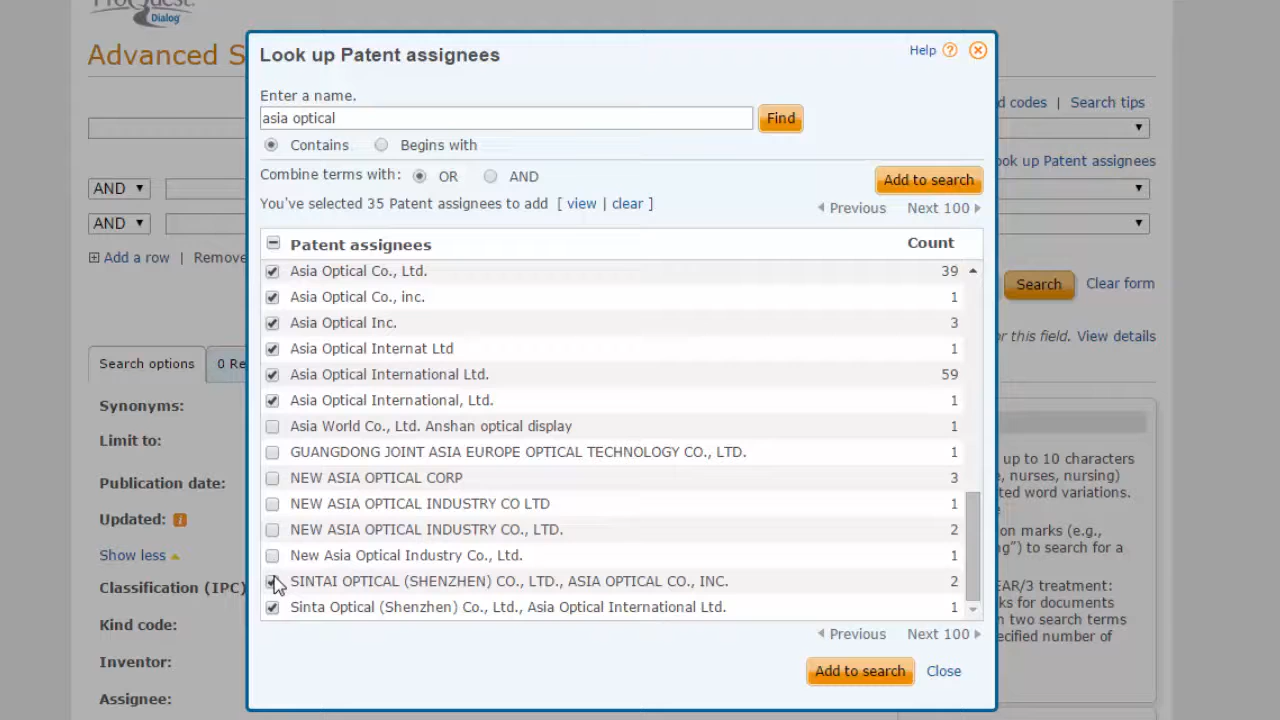 ProQuest.
Dialog
Advanced S
Look up Patent assignees
Help ?
Enter a name.
asia optical
Find
Contains
Begins with
d codes | Search tips
Combine terms with:
OR
AND
Add to search
ook up Patent assignees
You've selected 35 Patent assignees to add [ view | clear ]
Previous
Next 100
AND
AND
Add a row | Remove
Patent assignees
Count
Asia Optical Co., Ltd. 39
Asia Optical Co., inc. 1
Asia Optical Inc. 3
Asia Optical Internat Ltd 1
Asia Optical International Ltd. 59
Asia Optical International, Ltd. 1
Asia World Co., Ltd. Anshan optical display 1
GUANGDONG JOINT ASIA EUROPE OPTICAL TECHNOLOGY CO., LTD. 1
NEW ASIA OPTICAL CORP 3
NEW ASIA OPTICAL INDUSTRY CO LTD 1
NEW ASIA OPTICAL INDUSTRY CO., LTD. 2
New Asia Optical Industry Co., Ltd. 1
SINTAI OPTICAL (SHENZHEN) CO., LTD., ASIA OPTICAL CO., INC. 2
Sinta Optical (Shenzhen) Co., Ltd., Asia Optical International Ltd. 1
Previous
Next 100
Add to search
Close
Search
Clear form
or this field. View details
Search options
0 Re
Synonyms:
Limit to:
Publication date:
Updated: i
Show less
Classification (IPC)
Kind code:
Inventor:
Assignee:
up to 10 characters
e, nurses, nursing)
ted word variations.
on marks (e.g.,
ng") to search for a
EAR/3 treatment:
ks for documents
n two search terms
ecified number of